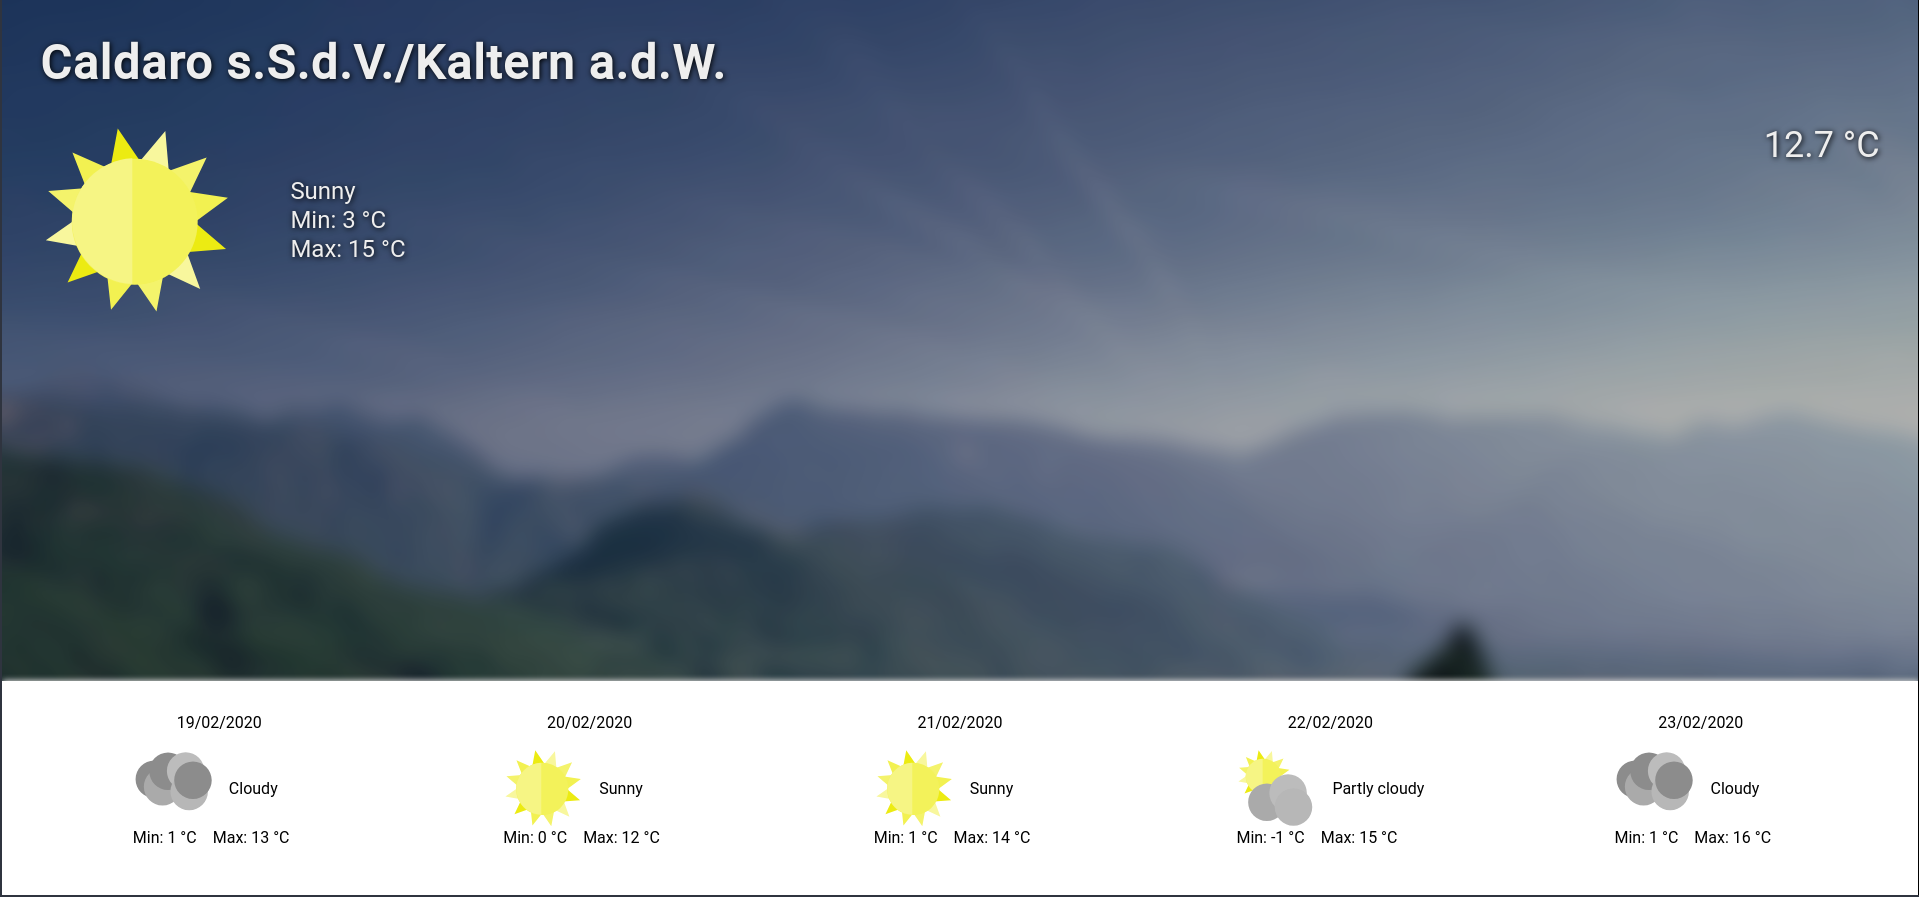 Caldaro s.S.d.V./Kaltern a.d.W.
12.7 °C
Sunny
Min: 3 °C
Max: 15 °C
19/02/2020
Cloudy
Min: 1 °C Max: 13 °C
20/02/2020
Sunny
Min: 0 °C Max: 12 °C
21/02/2020
Sunny
Min: 1 °C Max: 14 °C
22/02/2020
Partly cloudy
Min: -1 °C Max: 15 °C
23/02/2020
Cloudy
Min: 1 °C Max: 16 °C